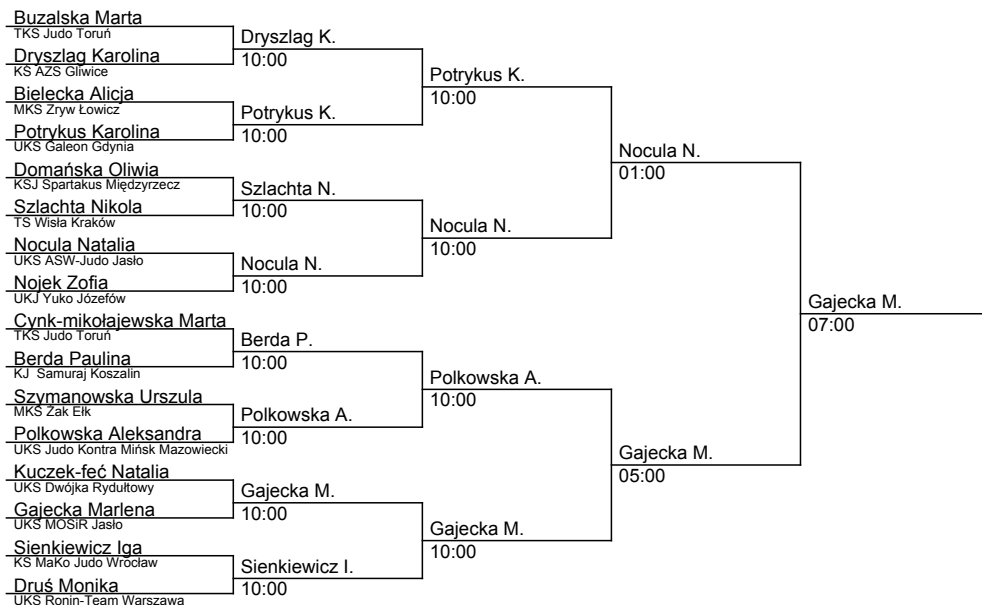 Buzalska Marta
TKS Judo Toruń
Dryszlag Karolina
KS AZS Gliwice
Bielecka Alicja
MKS Zryw Łowicz
Potrykus Karolina
UKS Galeon Gdynia
Domańska Oliwia
KSJ Spartakus Międzyrzecz
Szlachta Nikola
TS Wisła Kraków
Nocula Natalia
UKS ASW-Judo Jasło
Nojek Zofia
UKJ Yuko Józefów
Cynk-mikołajewska Marta
TKS Judo Toruń
Berda Paulina
KJ Samuraj Koszalin
Szymanowska Urszula
MKS Żak Ełk
Polkowska Aleksandra
UKS Judo Kontra Mińsk Mazowiecki
Kuczek-feć Natalia
UKS Dwójka Rydułtowy
Gajecka Marlena
UKS MOSiR Jasło
Sienkiewicz Iga
KS MaKo Judo Wrocław
Druś Monika
UKS Ronin-Team Warszawa
Dryszlag K.
10:00
Potrykus K.
10:00
Szlachta N.
10:00
Nocula N.
10:00
Berda P.
10:00
Polkowska A.
10:00
Gajecka M.
10:00
Sienkiewicz I.
10:00
Potrykus K.
10:00
Nocula N.
10:00
Polkowska A.
10:00
Gajecka M.
10:00
Nocula N.
01:00
Gajecka M.
05:00
Gajecka M.
07:00